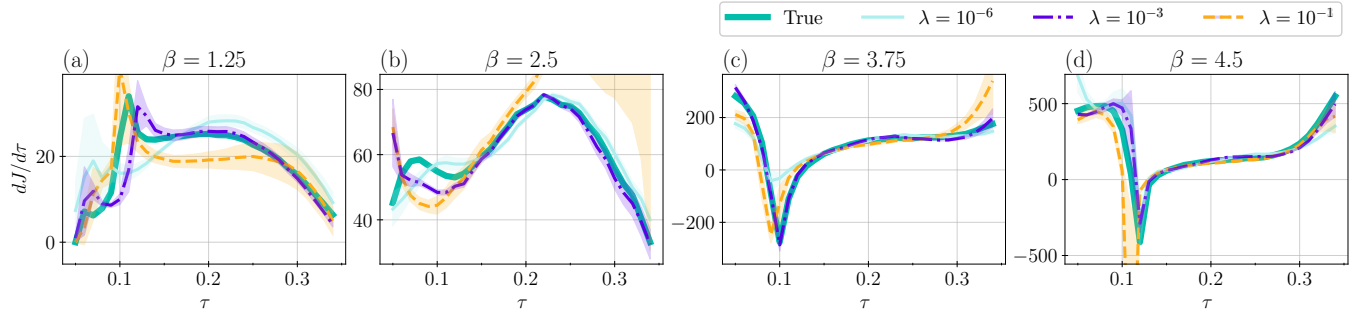 True λ = 10⁻⁶ λ = 10⁻³ λ = 10⁻¹
(a) β = 1.25
(b) β = 2.5
(c) β = 3.75
(d) β = 4.5
dJ/dτ
20
0
0.1 0.2 0.3
τ
80
60
40
0.1 0.2 0.3
τ
200
0
−200
0.1 0.2 0.3
τ
500
0
−500
0.1 0.2 0.3
τ